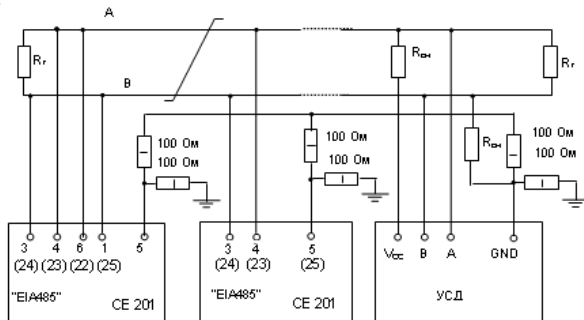 А
Rт
В
Rсм
Rт
100 Ом
100 Ом
100 Ом
100 Ом
Rсм
100 Ом
100 Ом
3 4 6 1 5
(24) (23) (22) (25)
"EIA485"
СЕ 201
3 4 5
(24) (23) (25)
"EIA485"
СЕ 201
Vcc В А GND
УСД